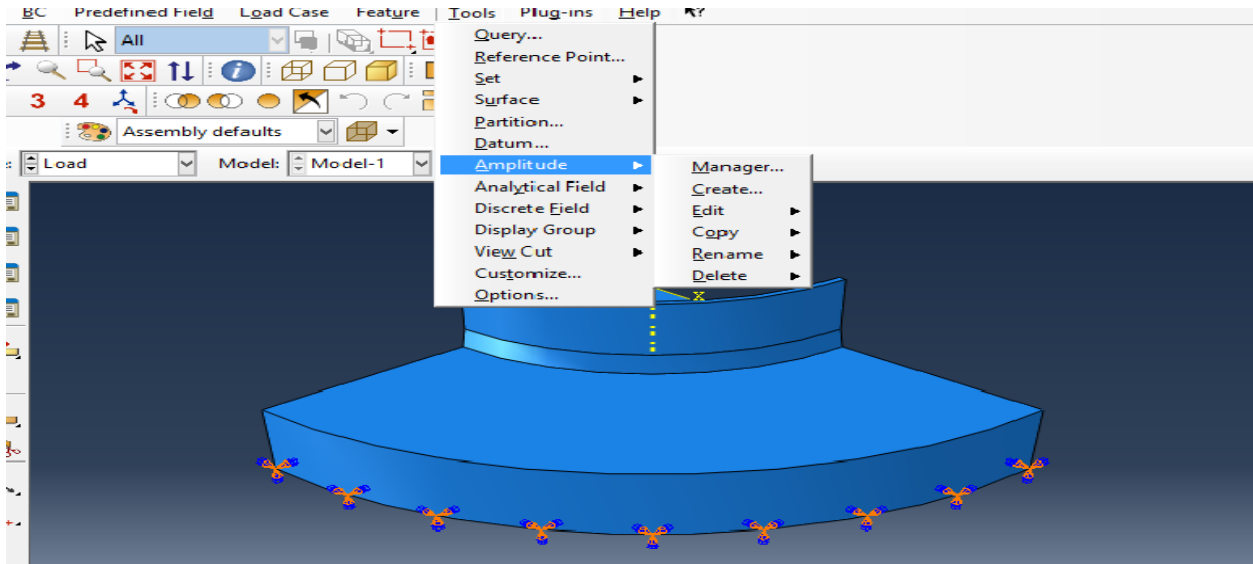 BC Predefined Field Load Case Feature Tools Plug-ins Help
All
3 4
Assembly defaults
: Load Model: Model-1
Query...
Reference Point...
Set
Surface
Partition...
Datum...
Amplitude
Analytical Field
Discrete Field
Display Group
View Cut
Customize...
Options...
Manager...
Create...
Edit
Copy
Rename
Delete
X